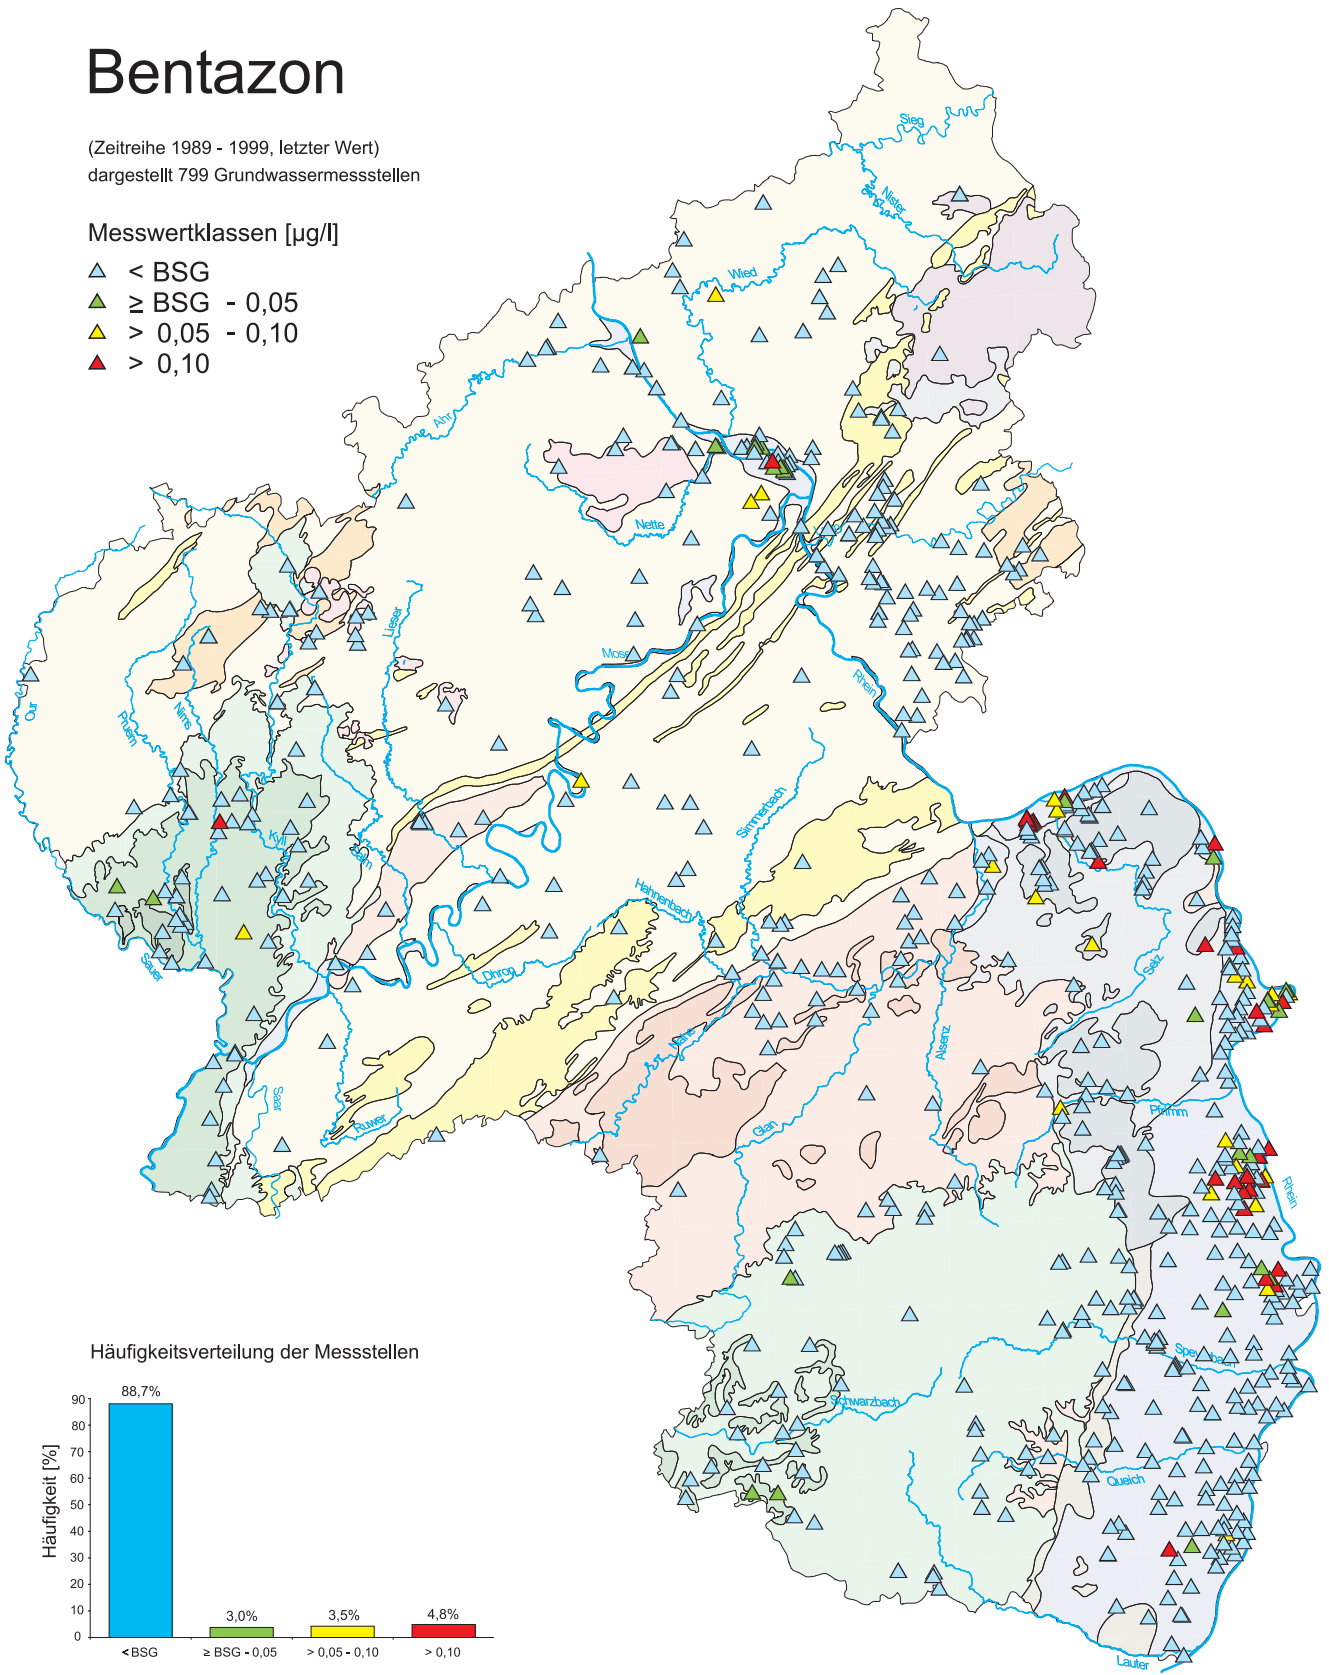 Bentazon
(Zeitreihe 1989 - 1999, letzter Wert)
dargestellt 799 Grundwassermessstellen
Messwertklassen [µg/l]
< BSG
≥ BSG - 0,05
> 0,05 - 0,10
> 0,10
Sieg
Nister
Wied
Ahr
Nette
Lieser
Mosel
Rhein
Our
Pruem
Nims
Kyll
Simmerbach
Hahnenbach
Sauer
Dhron
Selz
Nahe
Alsenz
Saar
Ruwer
Glan
Pfrimm
Rhein
Speyerbach
Schwarzbach
Queich
Lauter
Häufigkeitsverteilung der Messstellen
Häufigkeit [%]
90
80
70
60
50
40
30
20
10
0
88,7%
3,0%
3,5%
4,8%
< BSG
≥ BSG - 0,05
> 0,05 - 0,10
> 0,10